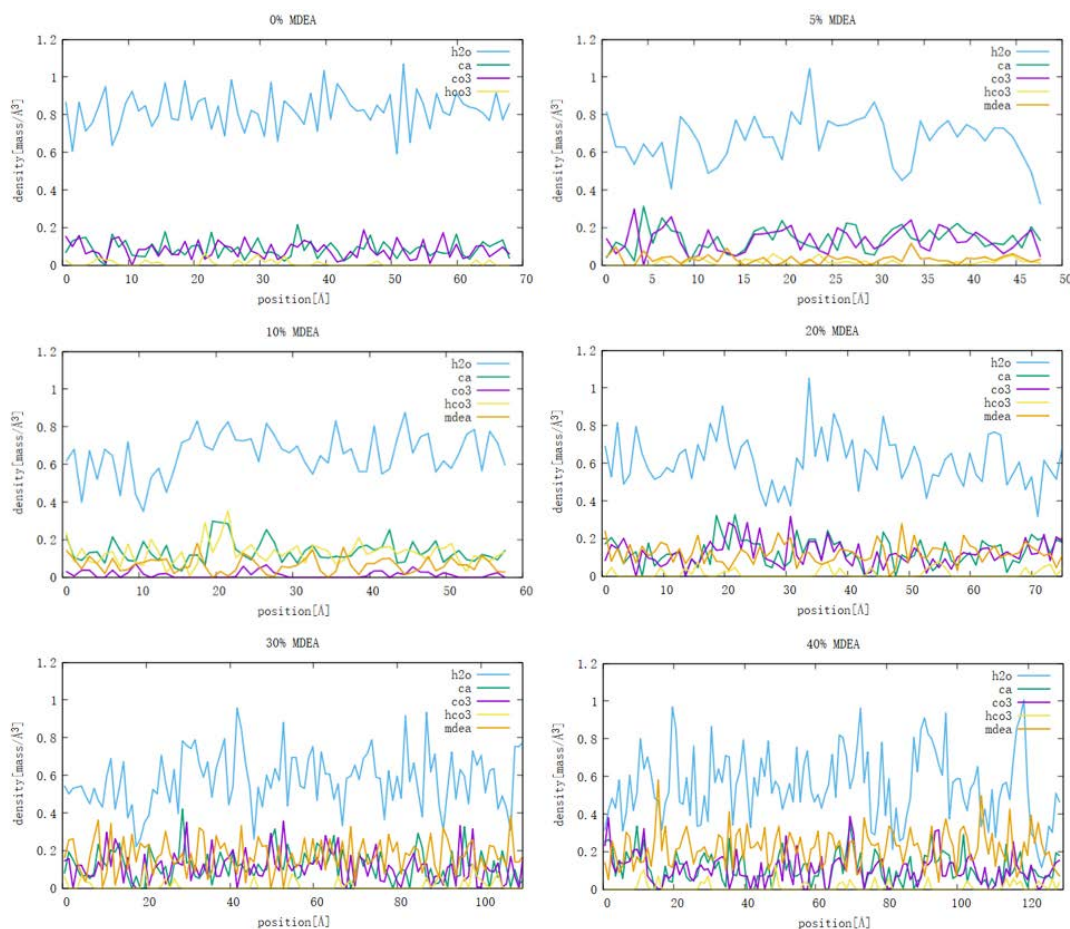 0% MDEA
1.2
1
0.8
0.6
0.4
0.2
0
density[mass/Å³]
h2o
ca
co3
hco3
0 10 20 30 40 50 60 70
position[Å]
5% MDEA
1.2
1
0.8
0.6
0.4
0.2
0
density[mass/Å³]
h2o
ca
co3
hco3
mdea
0 5 10 15 20 25 30 35 40 45 50
position[Å]
10% MDEA
1.2
1
0.8
0.6
0.4
0.2
0
density[mass/Å³]
h2o
ca
co3
hco3
mdea
0 10 20 30 40 50 60
position[Å]
20% MDEA
1.2
1
0.8
0.6
0.4
0.2
0
density[mass/Å³]
h2o
ca
co3
hco3
mdea
0 10 20 30 40 50 60 70
position[Å]
30% MDEA
1.2
1
0.8
0.6
0.4
0.2
0
density[mass/Å³]
h2o
ca
co3
hco3
mdea
0 20 40 60 80 100
position[Å]
40% MDEA
1.2
1
0.8
0.6
0.4
0.2
0
density[mass/Å³]
h2o
ca
co3
hco3
mdea
0 20 40 60 80 100 120
position[Å]